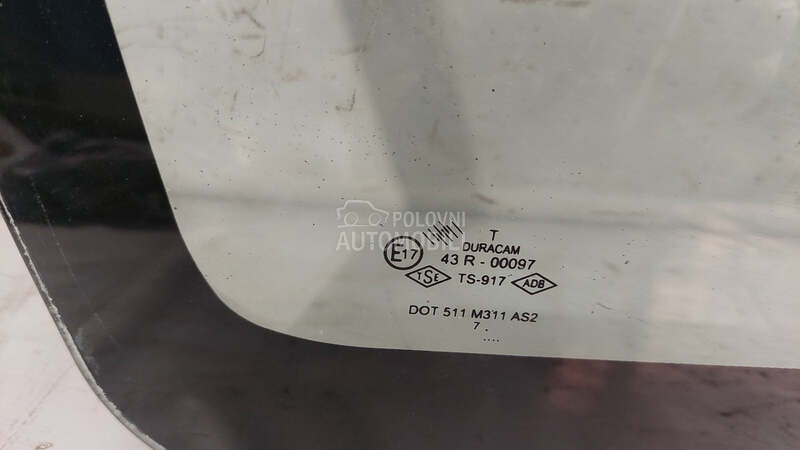 POLOVNI
AUTOMOBILI
T
DURACAM
E17
43 R - 00097
TSE TS-917 ADB
DOT 511 M311 AS2
7 .
....